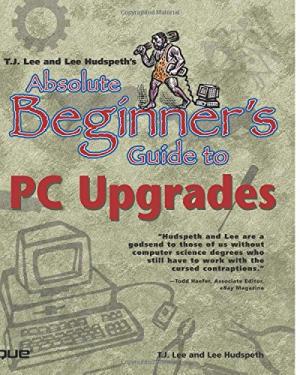 T.J. Lee and Lee Hudspeth's
Absolute
Beginner's
Guide to
PC Upgrades
"Hudspeth and Lee are a
godsend to those of us without
computer science degrees who
still have to work with the
cursed contraptions."
—Todd Haefer, Associate Editor,
eRay Magazine
que
T.J. Lee and Lee Hudspeth